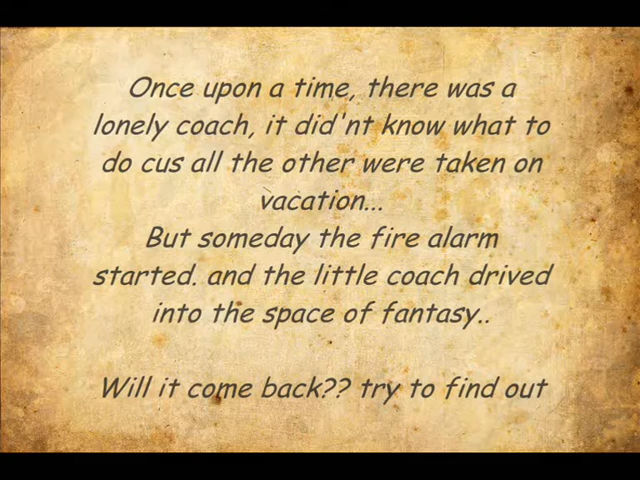 Once upon a time, there was a
lonely coach, it did'nt know what to
do cus all the other were taken on
vacation...
But someday the fire alarm
started. and the little coach drived
into the space of fantasy..
Will it come back?? try to find out